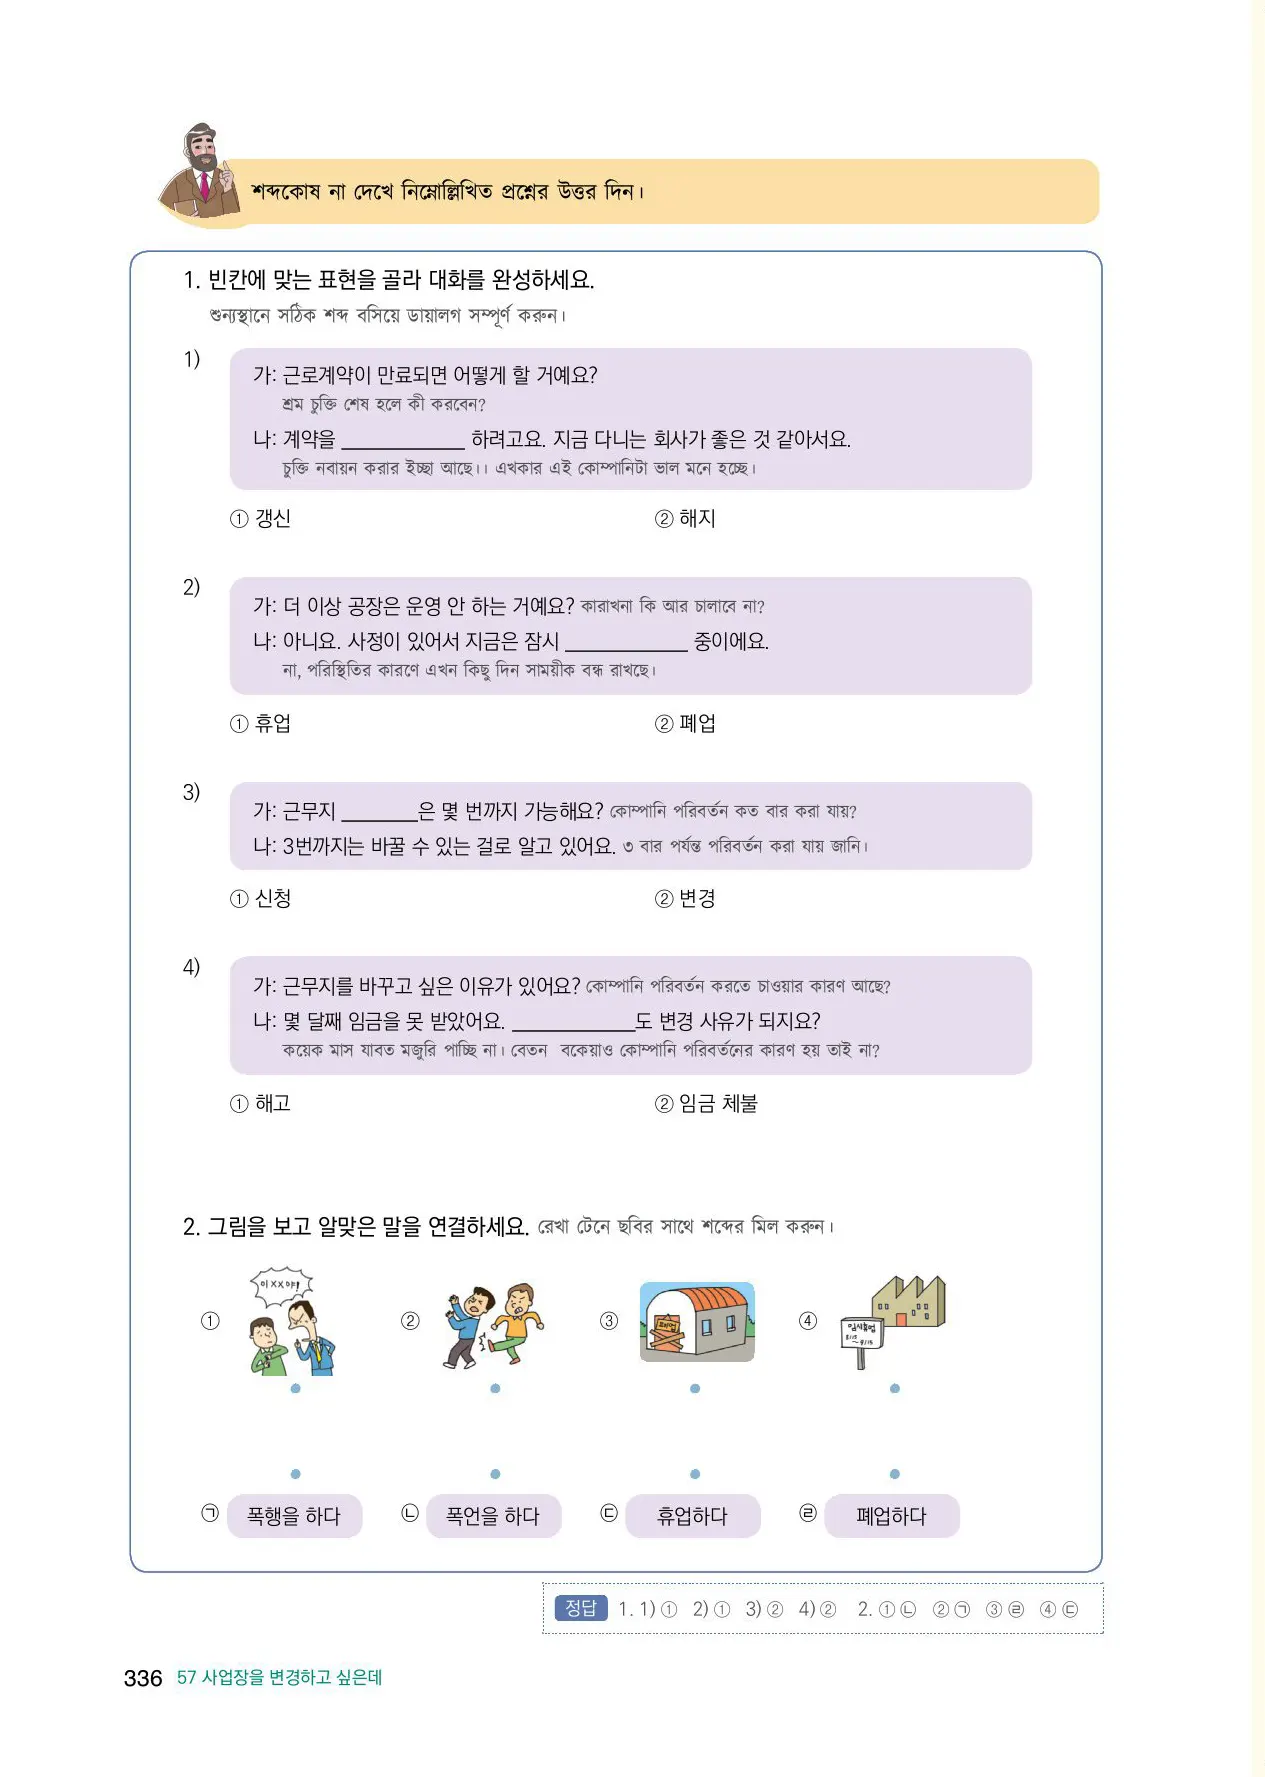 শব্দকোষ না দেখে নিম্নোল্লিখিত প্রশ্নের উত্তর দিন।
1. 빈칸에 맞는 표현을 골라 대화를 완성하세요.
শুন্যস্থানে সঠিক শব্দ বসিয়ে ডায়ালগ সম্পূর্ণ করুন।
1)
가: 근로계약이 만료되면 어떻게 할 거예요?
শ্রম চুক্তি শেষ হলে কী করবেন?
나: 계약을 ____________ 하려고요. 지금 다니는 회사가 좋은 것 같아서요.
চুক্তি নবায়ন করার ইচ্ছা আছে।। এখকার এই কোম্পানিটা ভাল মনে হচ্ছে।
① 갱신 ② 해지
2)
가: 더 이상 공장은 운영 안 하는 거예요? কারাখনা কি আর চালাবে না?
나: 아니요. 사정이 있어서 지금은 잠시 ____________ 중이에요.
না, পরিস্থিতির কারণে এখন কিছু দিন সাময়ীক বন্ধ রাখছে।
① 휴업 ② 폐업
3)
가: 근무지 ________은 몇 번까지 가능해요? কোম্পানি পরিবর্তন কত বার করা যায়?
나: 3번까지는 바꿀 수 있는 걸로 알고 있어요. ৩ বার পর্যন্ত পরিবর্তন করা যায় জানি।
① 신청 ② 변경
4)
가: 근무지를 바꾸고 싶은 이유가 있어요? কোম্পানি পরিবর্তন করতে চাওয়ার কারণ আছে?
나: 몇 달째 임금을 못 받았어요. ____________도 변경 사유가 되지요?
কয়েক মাস যাবত মজুরি পাচ্ছি না। বেতন বকেয়াও কোম্পানি পরিবর্তনের কারণ হয় তাই না?
① 해고 ② 임금 체불
2. 그림을 보고 알맞은 말을 연결하세요. রেখা টেনে ছবির সাথে শব্দের মিল করুন।
이 XX야!
폐업
임시휴업
8/15
~9/15
① ② ③ ④
㉠ 폭행을 하다 ㉡ 폭언을 하다 ㉢ 휴업하다 ㉣ 폐업하다
정답 1. 1) ① 2) ① 3) ② 4) ② 2. ① ㉡ ② ㉠ ③ ㉣ ④ ㉢
336 57 사업장을 변경하고 싶은데